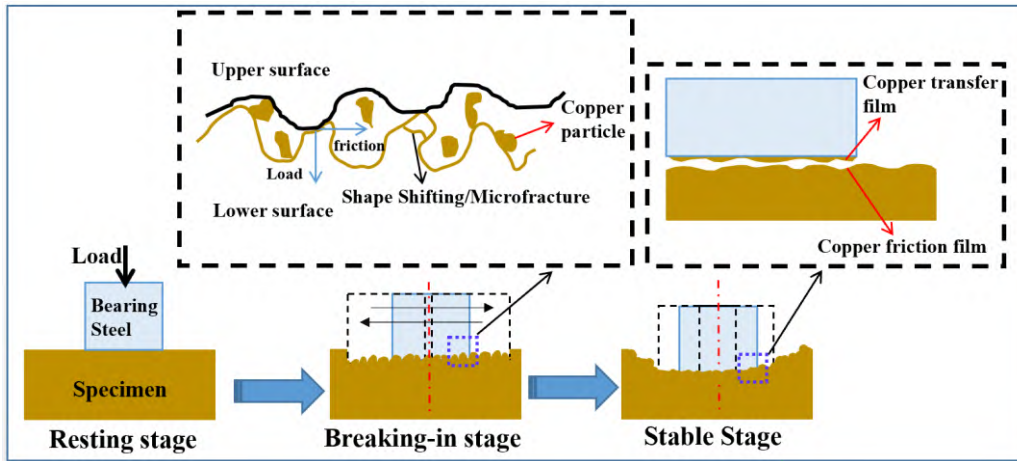 Upper surface
Copper
particle
friction
Load
Shape Shifting/Microfracture
Lower surface
Copper transfer
film
Copper friction film
Load
Bearing
Steel
Specimen
Resting stage
Breaking-in stage
Stable Stage